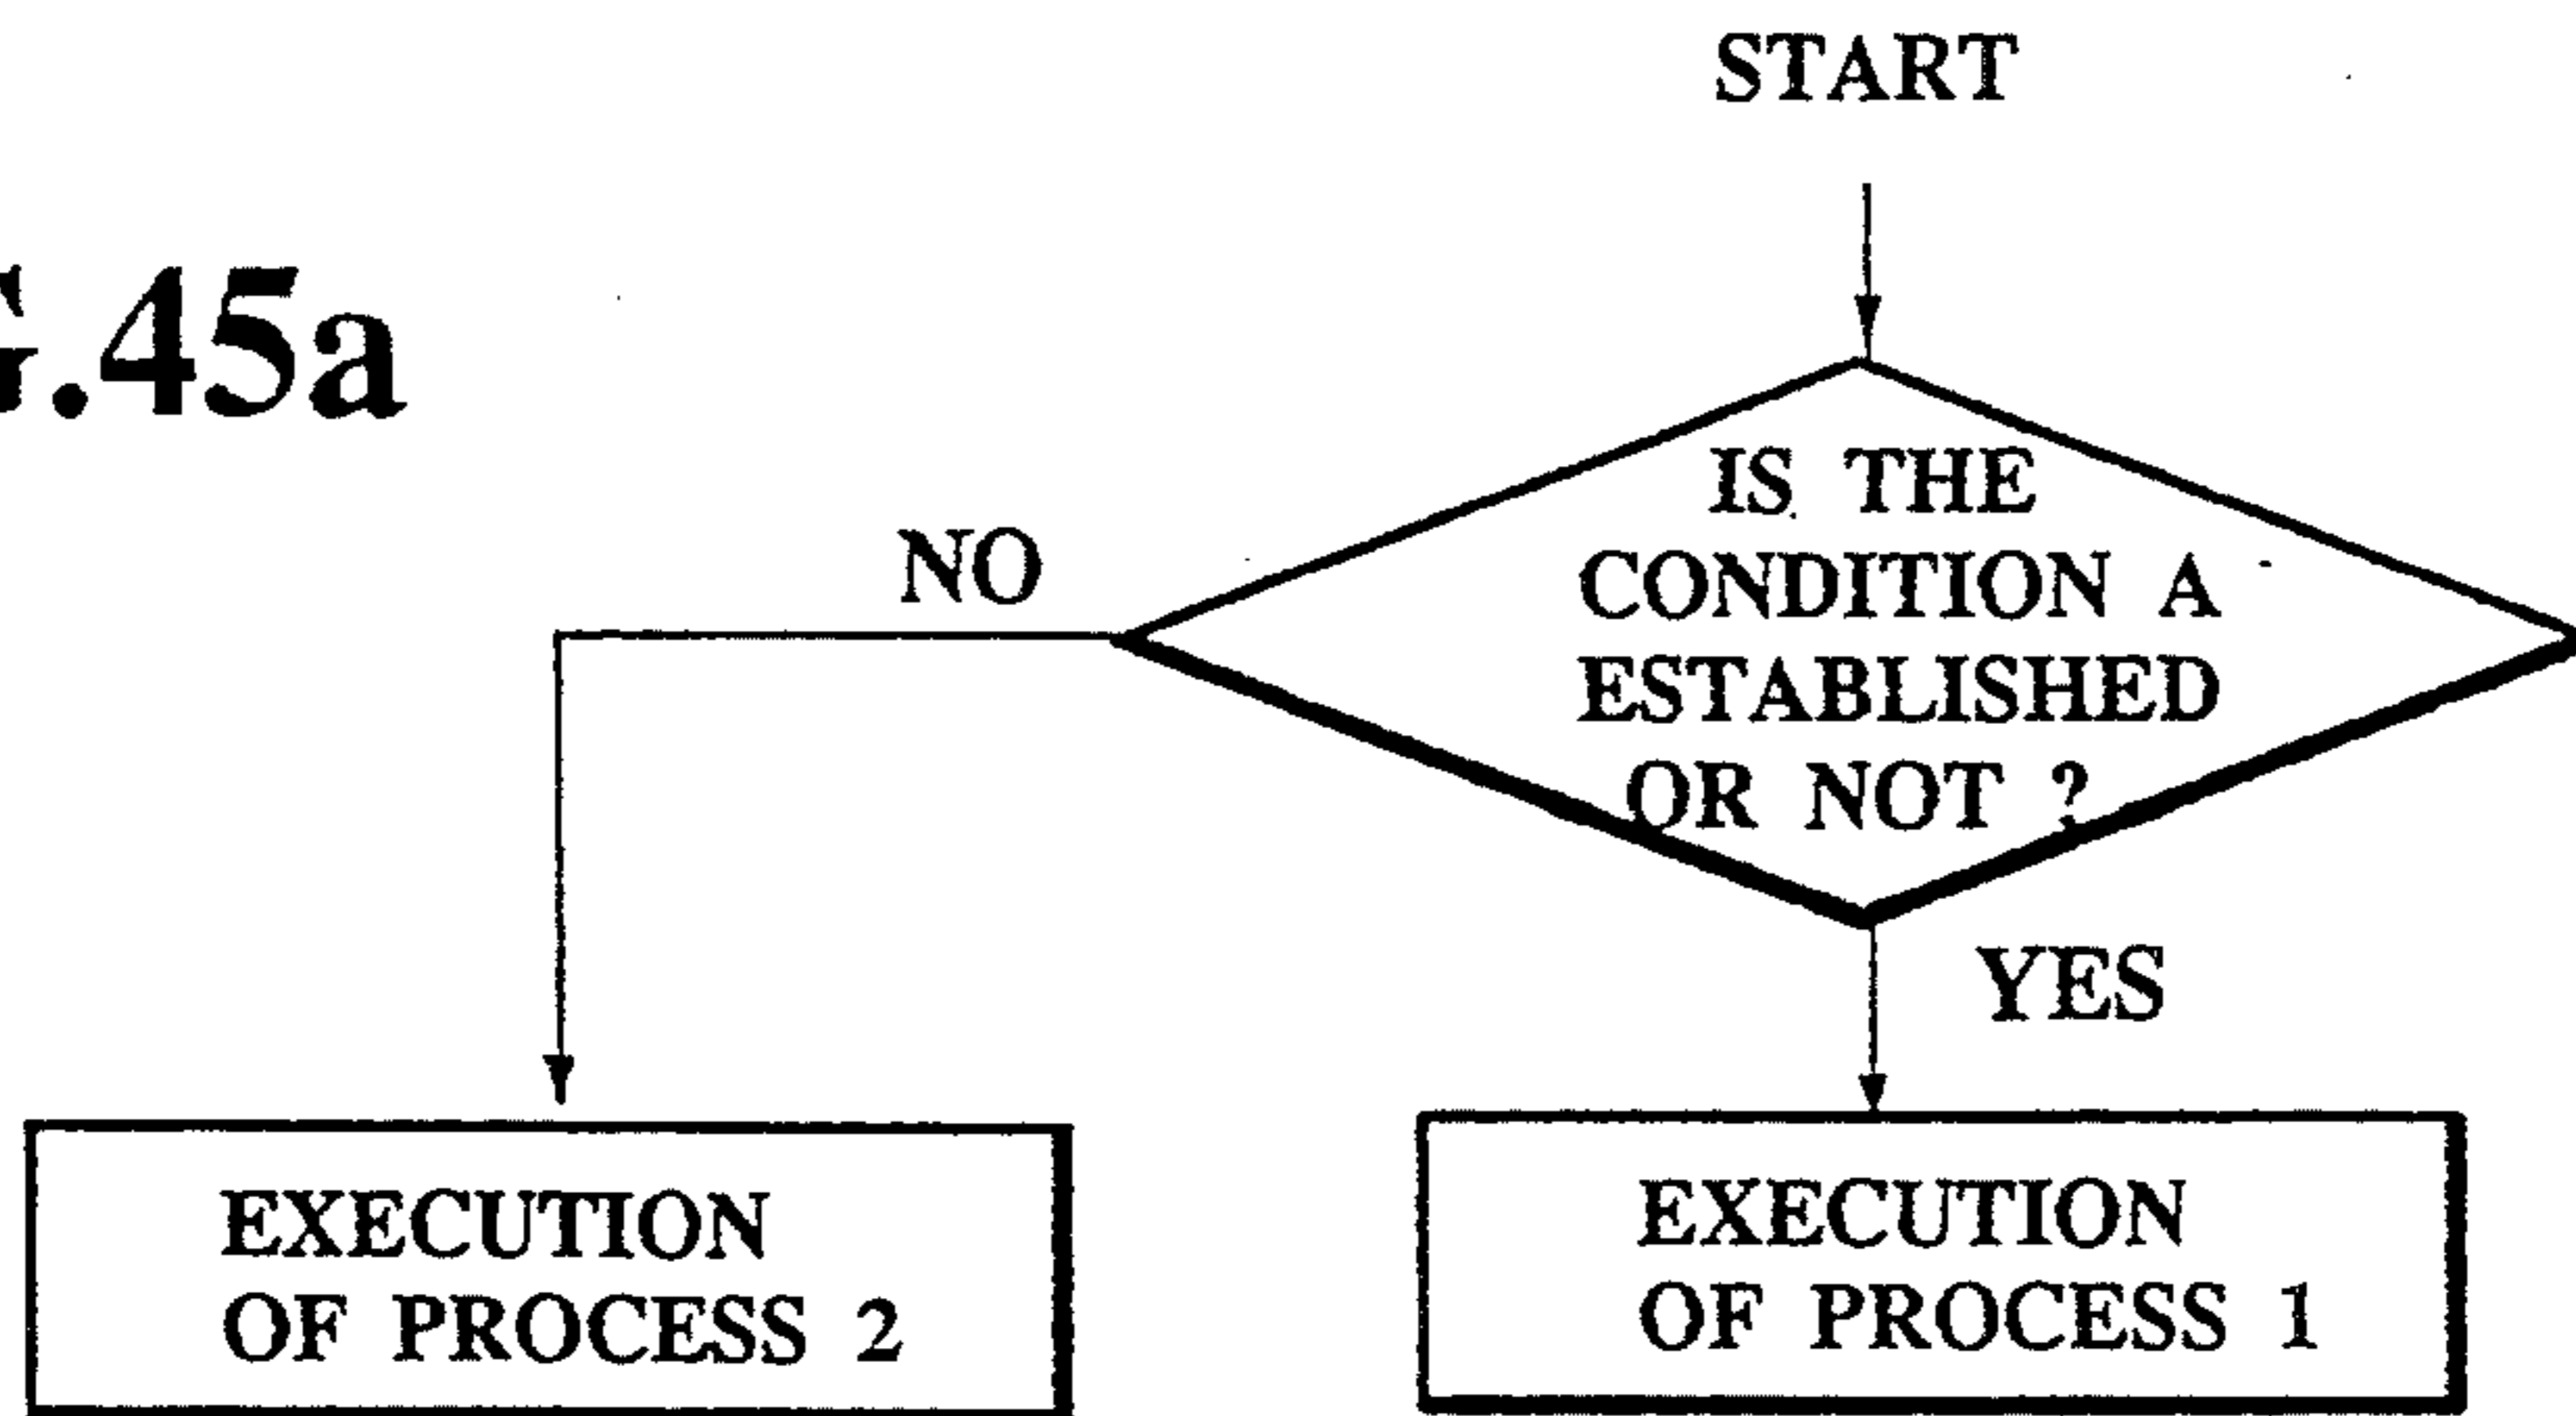 START
G.45a
IS THE
CONDITION A
ESTABLISHED
OR NOT ?
NO
YES
EXECUTION
OF PROCESS 2
EXECUTION
OF PROCESS 1